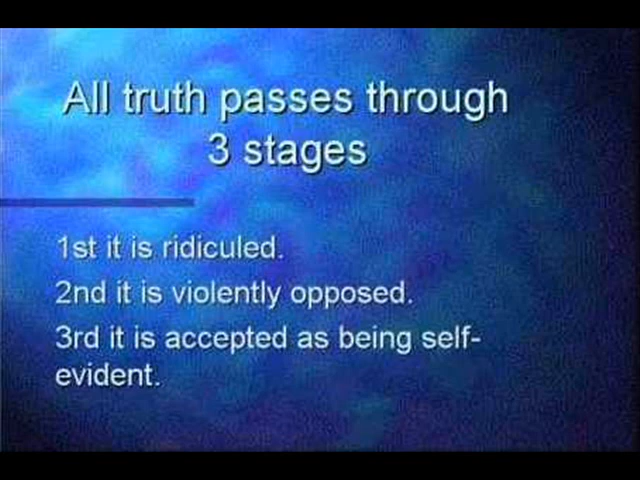 All truth passes through
3 stages
1st it is ridiculed.
2nd it is violently opposed.
3rd it is accepted as being self-
evident.